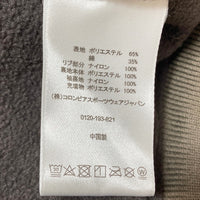 表地 ポリエステル 65%
綿 35%
リブ部分 ナイロン 100%
裏地本体 ポリエステル 100%
袖裏地 ナイロン 100%
充填物 ポリエステル 100%
(株)コロンビアスポーツウェアジャパン
0120-193-821
中国製